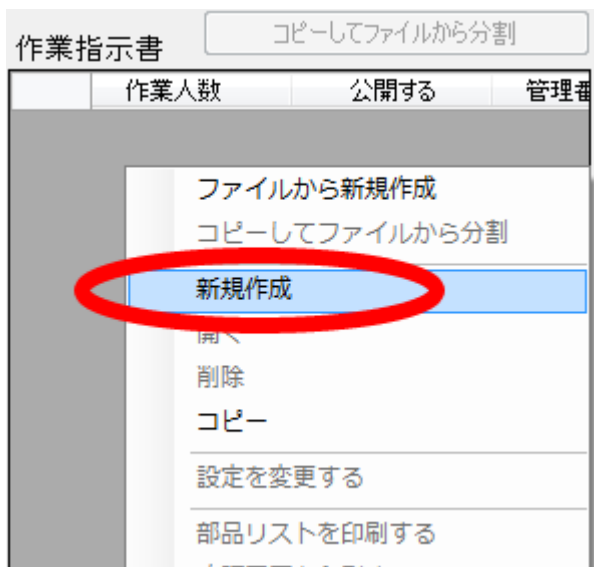 作業指示書
コピーしてファイルから分割
作業人数 公開する 管理番
ファイルから新規作成
コピーしてファイルから分割
新規作成
開く
削除
コピー
設定を変更する
部品リストを印刷する